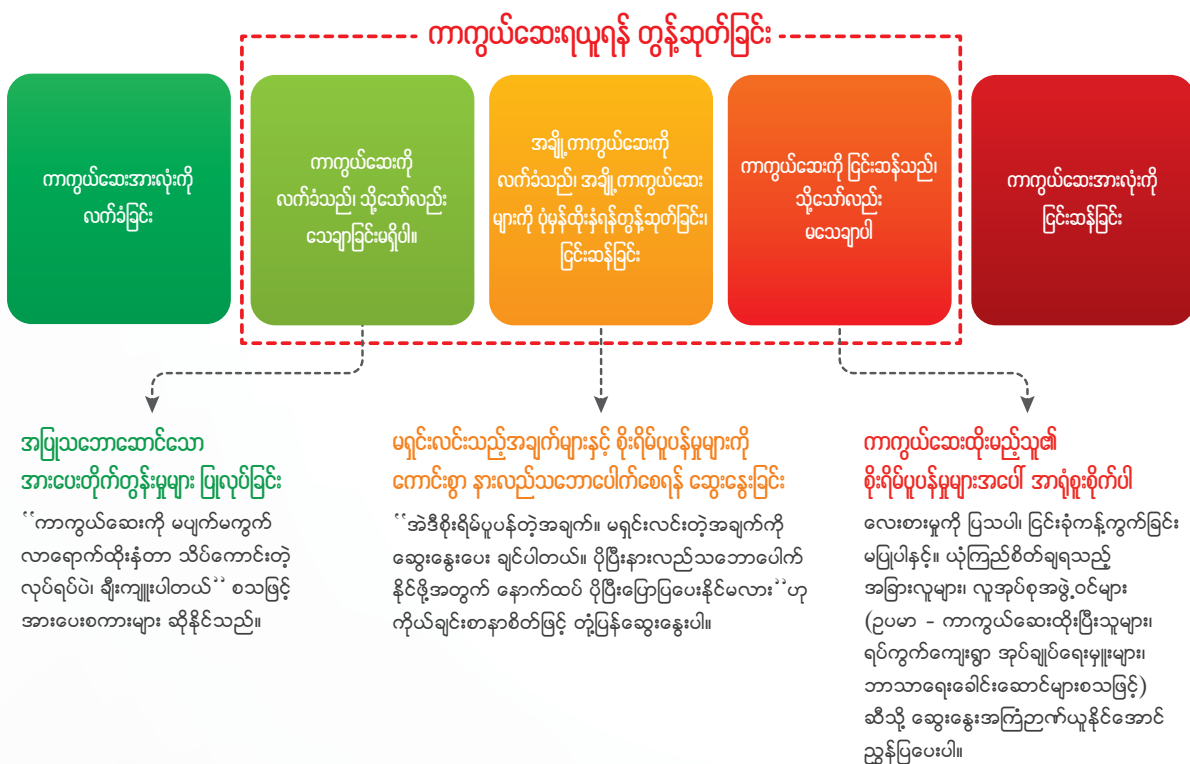 ကာကွယ်ဆေးရယူရန် တွန့်ဆုတ်ခြင်း
ကာကွယ်ဆေးအားလုံးကို
လက်ခံခြင်း
ကာကွယ်ဆေးကို
လက်ခံသည်၊ သို့သော်လည်း
သေချာခြင်းမရှိပါ။
အချို့ကာကွယ်ဆေးကို
လက်ခံသည်၊ အချို့ကာကွယ်ဆေး
များကို ပုံမှန်ထိုးနှံရန်တွန့်ဆုတ်ခြင်း၊
ငြင်းဆန်ခြင်း
ကာကွယ်ဆေးကို ငြင်းဆန်သည်၊
သို့သော်လည်း
မသေချာပါ
ကာကွယ်ဆေးအားလုံးကို
ငြင်းဆန်ခြင်း
အပြုသဘောဆောင်သော
အားပေးတိုက်တွန်းမှုများ ပြုလုပ်ခြင်း
“ကာကွယ်ဆေးကို မပျက်မကွက်
လာရောက်ထိုးနှံတာ သိပ်ကောင်းတဲ့
လုပ်ရပ်ပဲ၊ ချီးကျူးပါတယ်” စသဖြင့်
အားပေးစကားများ ဆိုနိုင်သည်။
မရှင်းလင်းသည့်အချက်များနှင့် စိုးရိမ်ပူပန်မှုများကို
ကောင်းစွာ နားလည်သဘောပေါက်စေရန် ဆွေးနွေးခြင်း
“အဲဒီစိုးရိမ်ပူပန်တဲ့အချက်။ မရှင်းလင်းတဲ့အချက်ကို
ဆွေးနွေးပေး ချင်ပါတယ်။ ပိုပြီးနားလည်သဘောပေါက်
နိုင်ဖို့အတွက် နောက်ထပ် ပိုပြီးပြောပြပေးနိုင်မလား”ဟု
ကိုယ်ချင်းစာနာစိတ်ဖြင့် တုံ့ပြန်ဆွေးနွေးပါ။
ကာကွယ်ဆေးထိုးမည့်သူ၏
စိုးရိမ်ပူပန်မှုများအပေါ် အာရုံစူးစိုက်ပါ
လေးစားမှုကို ပြသပါ၊ ငြင်းခုံကန့်ကွက်ခြင်း
မပြုပါနှင့်။ ယုံကြည်စိတ်ချရသည့်
အခြားလူများ၊ လူအုပ်စုအဖွဲ့ဝင်များ
(ဥပမာ - ကာကွယ်ဆေးထိုးပြီးသူများ၊
ရပ်ကွက်ကျေးရွာ အုပ်ချုပ်ရေးမှူးများ၊
ဘာသာရေးခေါင်းဆောင်များစသဖြင့်)
ဆီသို့ ဆွေးနွေးအကြံဉာဏ်ယူနိုင်အောင်
ညွှန်ပြပေးပါ။